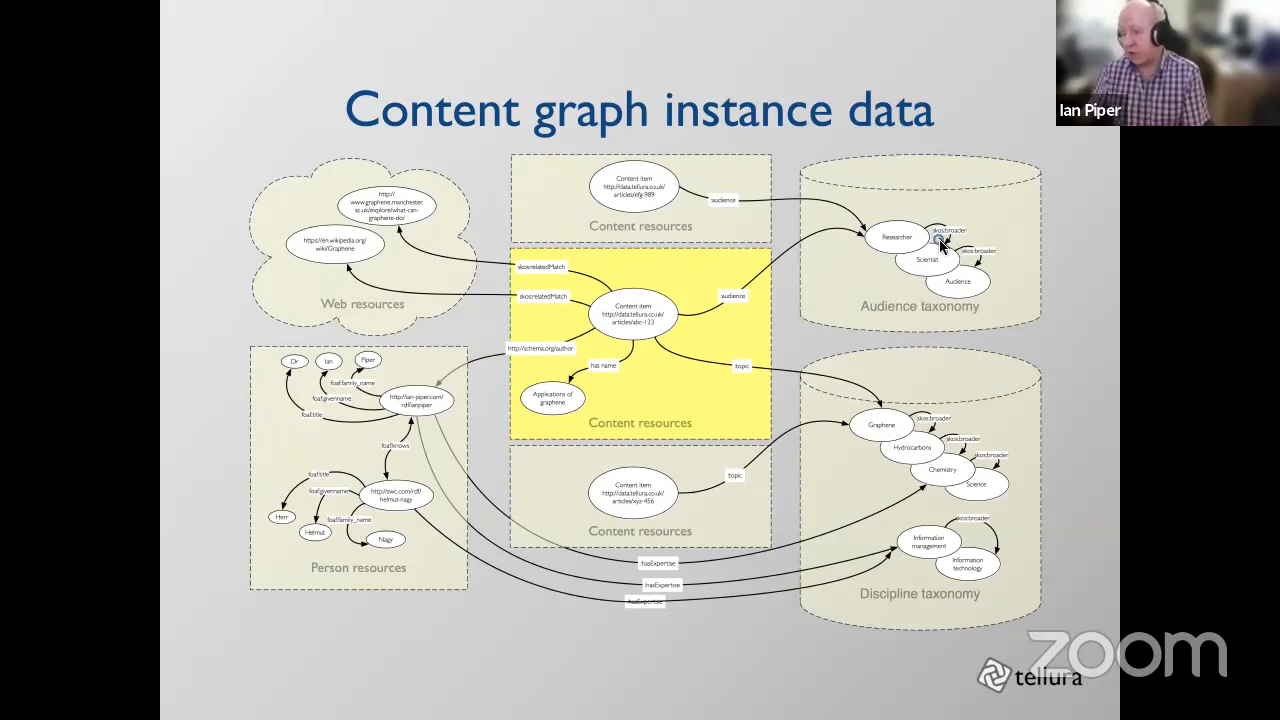 Ian Piper
Content graph instance data
Content item
http://data.tellura.co.uk/
articles/efg-989
audience
Content resources
http://
www.graphene.manchester.
ac.uk/explore/what-can-
graphene-do/
https://en.wikipedia.org/
wiki/Graphene
Web resources
skos:relatedMatch
skos:relatedMatch
Content item
http://data.tellura.co.uk/
articles/abc-123
audience
http://schema.org/author
has name
topic
Applications of
graphene
Content resources
Researcher
skos:broader
Scientist
skos:broader
Audience
Audience taxonomy
Dr
Ian
Piper
foaf:family_name
foaf:givenname
foaf:title
http://ian-piper.com/
rdf/ianpiper
foaf:knows
foaf:title
foaf:givenname
foaf:family_name
http://swc.com/rdf/
helmut-nagy
Herr
Helmut
Nagy
Person resources
Content item
http://data.tellura.co.uk/
articles/xyz-456
topic
Content resources
Graphene
skos:broader
Hydrocarbons
skos:broader
Chemistry
skos:broader
Science
skos:broader
Information
management
Information
technology
Discipline taxonomy
:hasExpertise
:hasExpertise
:hasExpertise
zoom
tellura